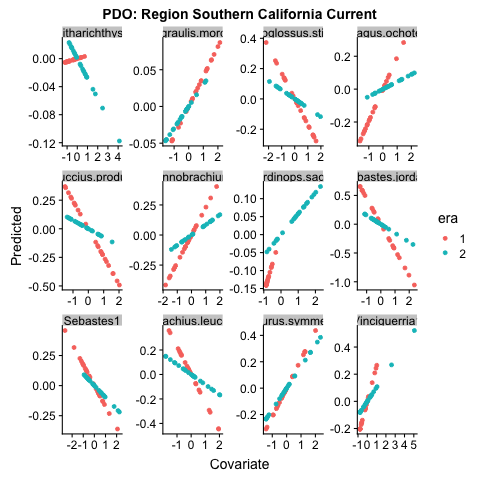 PDO: Region Southern California Current
itharichthys graulis.mord oglossus.sti agus.ochote
0.00 -0.04 -0.08 -0.12
0.05 0.00 -0.05
0.4 0.2 0.0 -0.2
0.2 0.0 -0.2
-1 0 1 2 3 4 -1 0 1 2 -2 -1 0 1 2 -1 0 1 2
uccius.produ nnobrachiu rdinops.sag bastes.jorda
0.25 0.00 -0.25 -0.50
0.25 0.00 -0.25
0.10 0.05 0.00 -0.05 -0.10 -0.15
0.5 0.0 -0.5 -1.0
-1 0 1 2 -2 -1 0 1 2 -1 0 1 2 -1 0 1 2
Sebastes1 achius.leuc urus.symme inciguerria
0.25 0.00 -0.25
0.2 0.0 -0.2 -0.4
0.4 0.2 0.0 -0.2
0.4 0.2 0.0 -0.2
-2 -1 0 1 2 -1 0 1 2 -1 0 1 2 -1 0 1 2 3 4 5
Predicted
Covariate
era
1
2